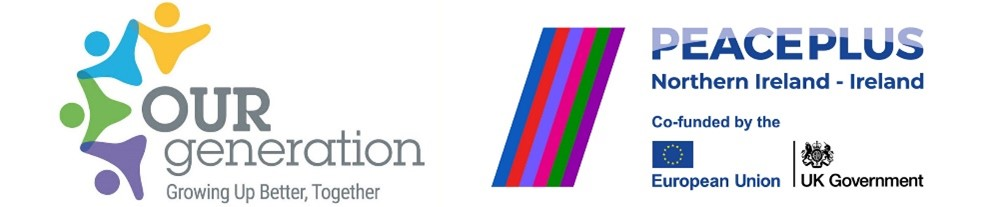 OUR
generation
Growing Up Better, Together
PEACEPLUS
Northern Ireland - Ireland
Co-funded by the
European Union
UK Government